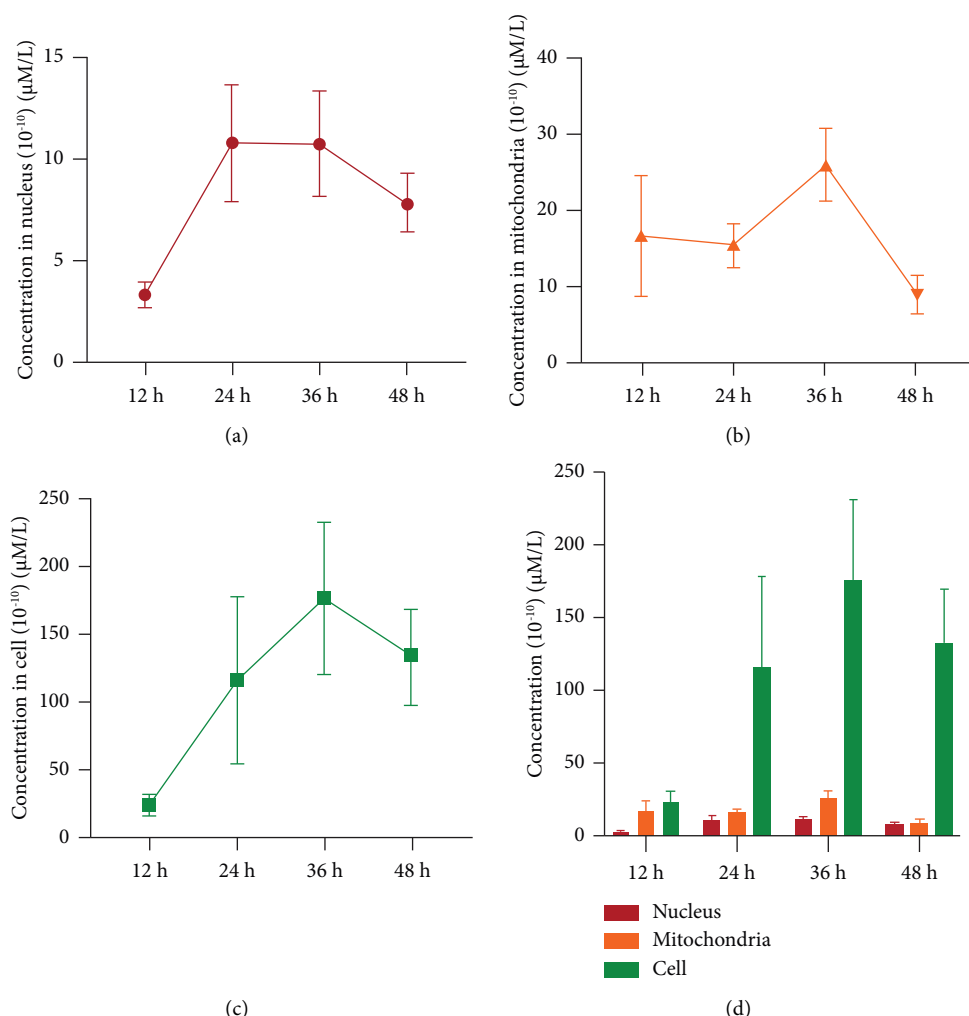 Concentration in nucleus (10⁻¹⁰) (µM/L)
15
10
5
0
12 h 24 h 36 h 48 h
(a)
Concentration in mitochondria (10⁻¹⁰) (µM/L)
40
30
20
10
0
12 h 24 h 36 h 48 h
(b)
Concentration in cell (10⁻¹⁰) (µM/L)
250
200
150
100
50
0
12 h 24 h 36 h 48 h
(c)
Concentration (10⁻¹⁰) (µM/L)
250
200
150
100
50
0
12 h 24 h 36 h 48 h
Nucleus
Mitochondria
Cell
(d)